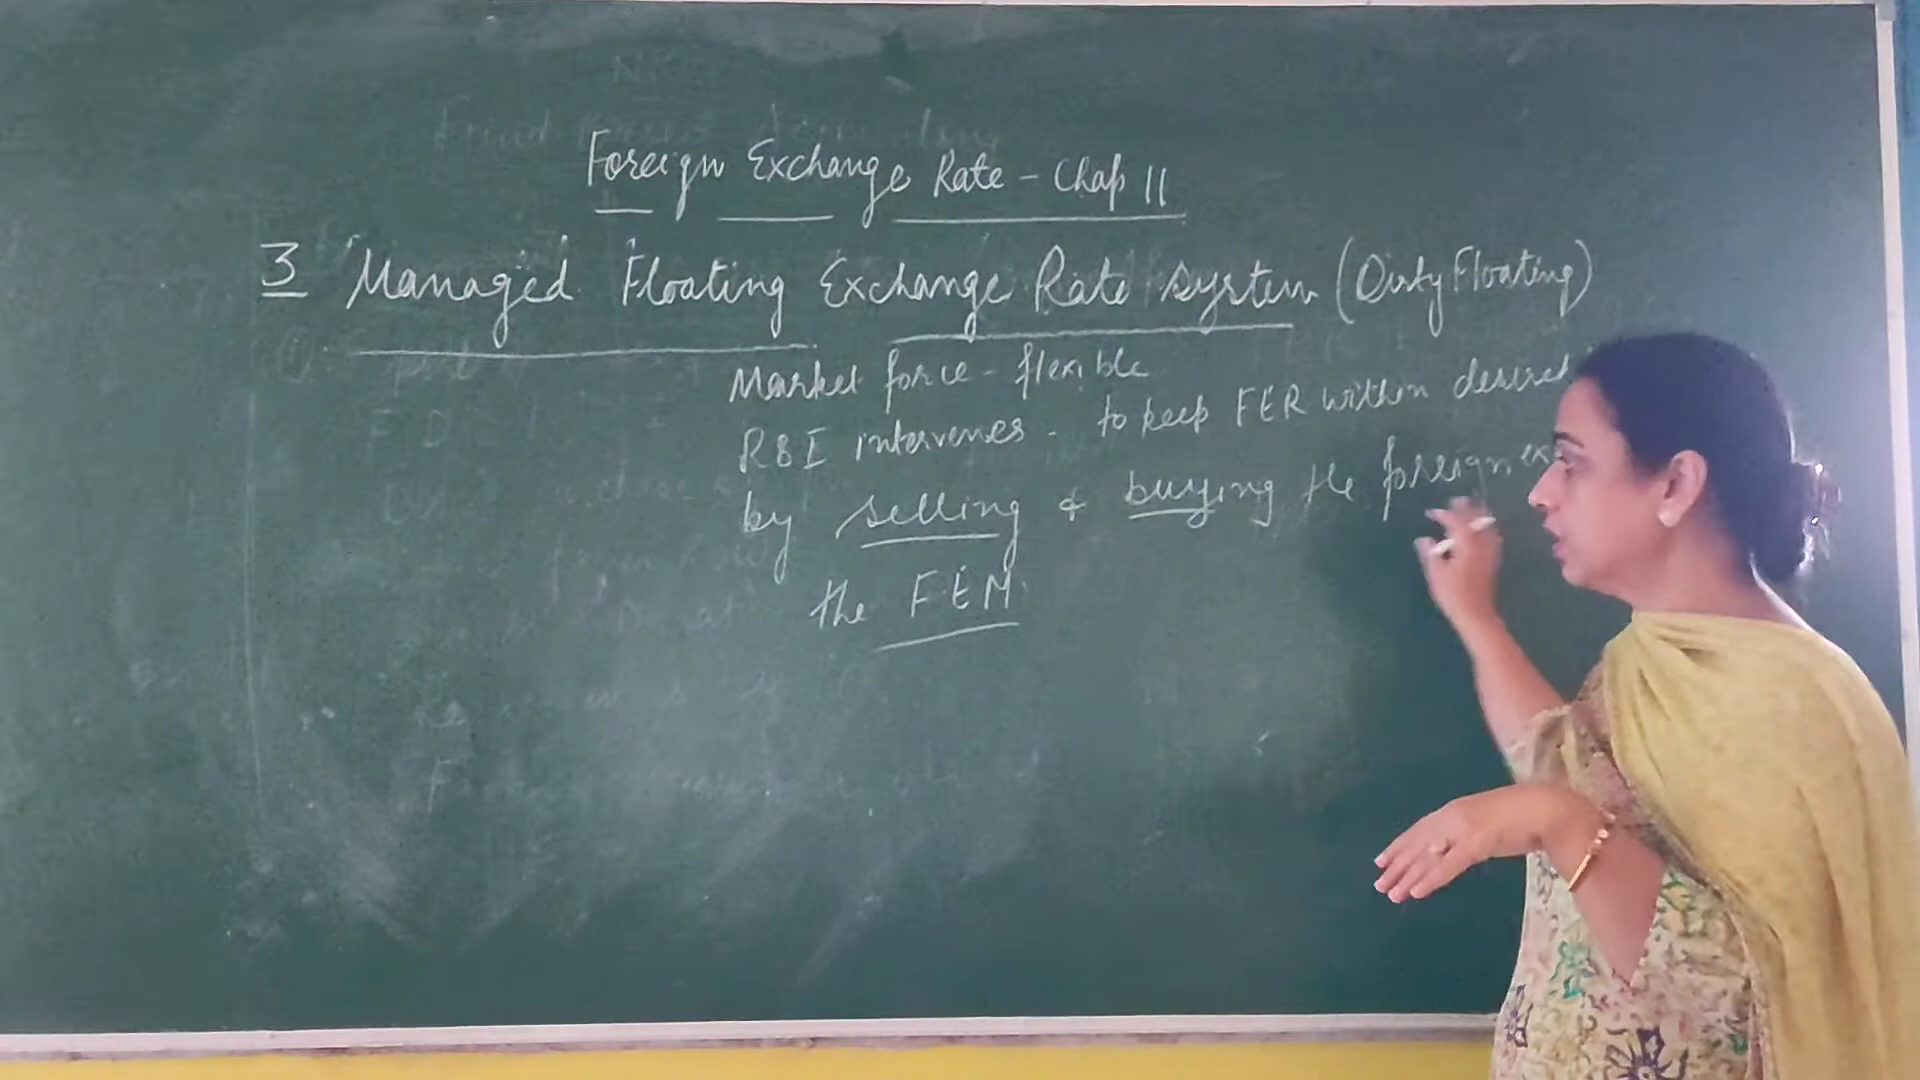 Foreign Exchange Rate - Chap 11
3 Managed Floating Exchange Rate System (Dirty Floating)
Market force - flexible
RBI intervenes - to keep FER within desired
by selling & buying the foreign ex
the F.E.M.